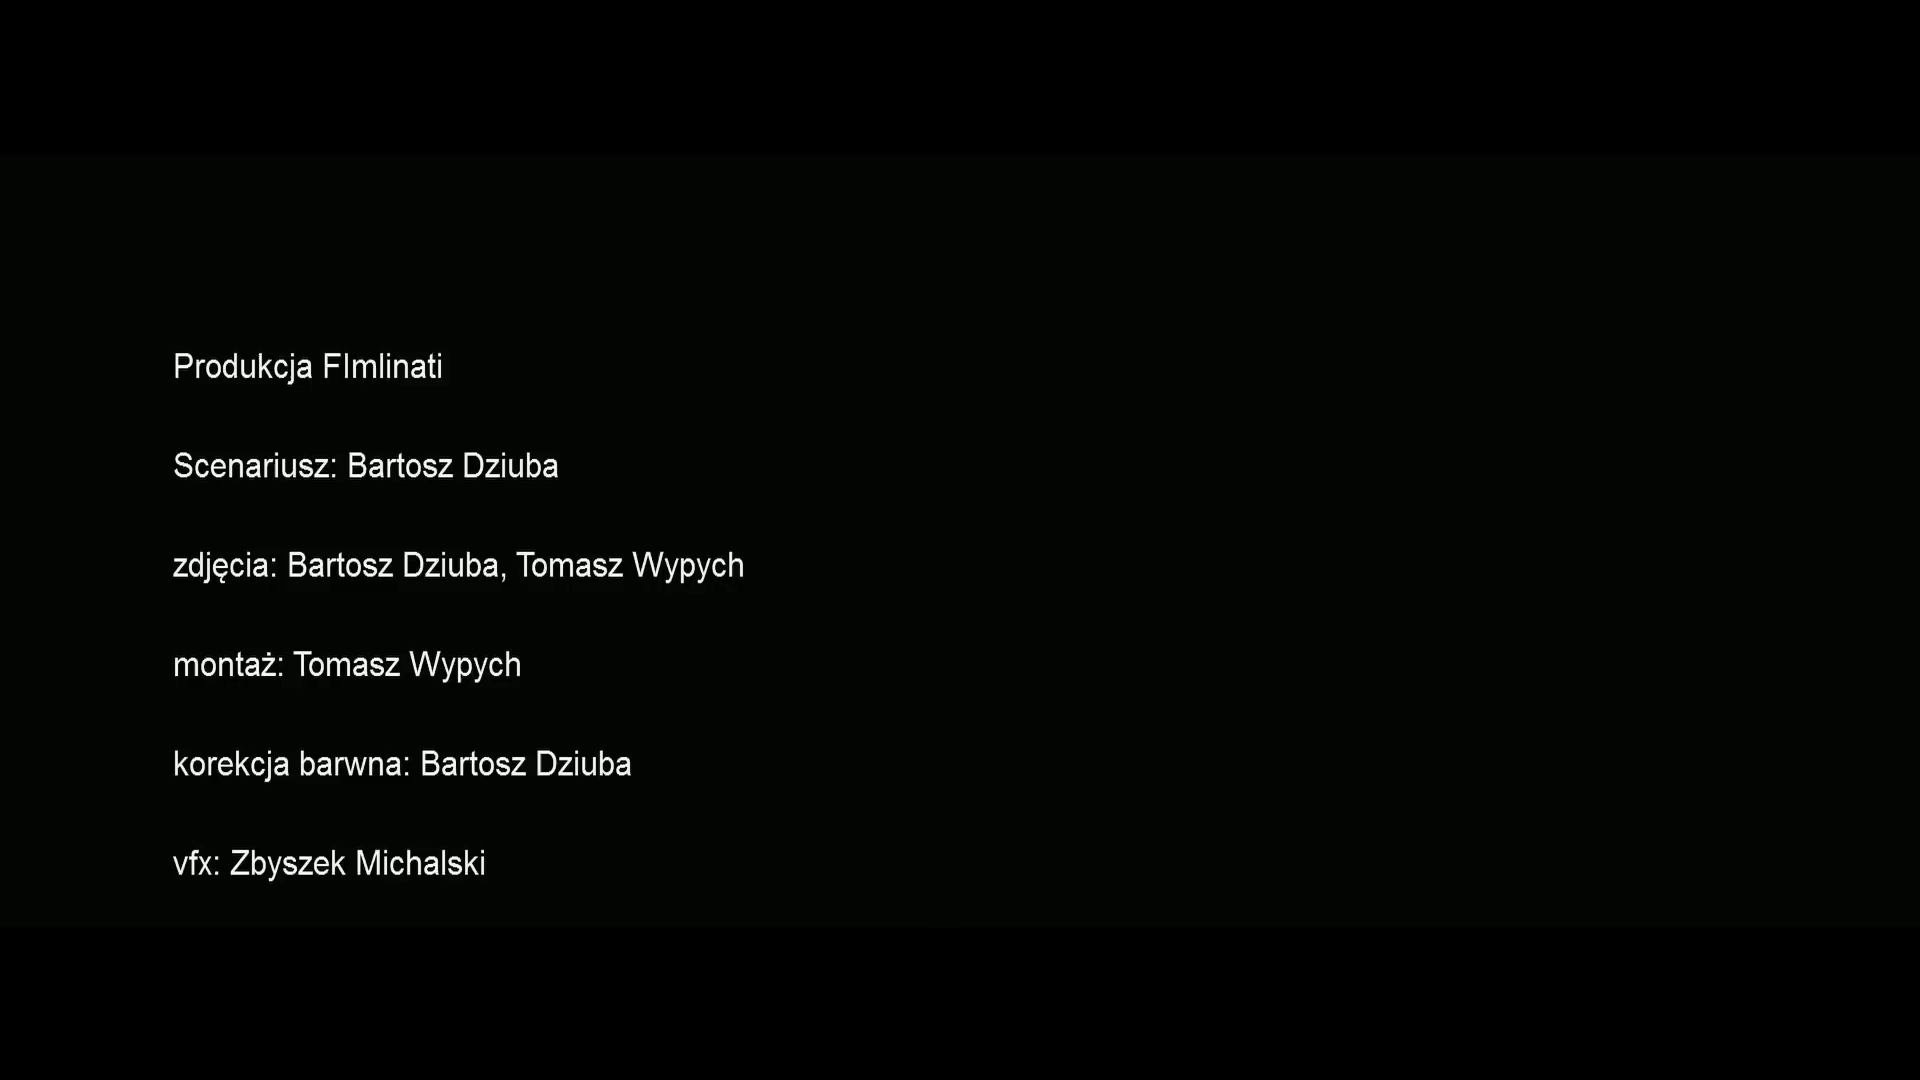 Produkcja FImlinati
Scenariusz: Bartosz Dziuba
zdjęcia: Bartosz Dziuba, Tomasz Wypych
montaż: Tomasz Wypych
korekcja barwna: Bartosz Dziuba
vfx: Zbyszek Michalski